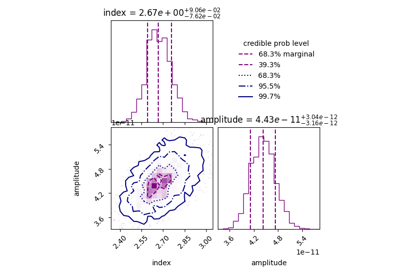 index = 2.67e+00+9.06e−02 −7.62e−02
credible prob level
68.3% marginal
39.3%
68.3%
95.5%
99.7%
1e−11
amplitude = 4.43e−11+3.04e−12 −3.16e−12
5.4
4.8
4.2
3.6
amplitude
2.40 2.55 2.70 2.85 3.00
3.6 4.2 4.8 5.4
1e−11
index
amplitude